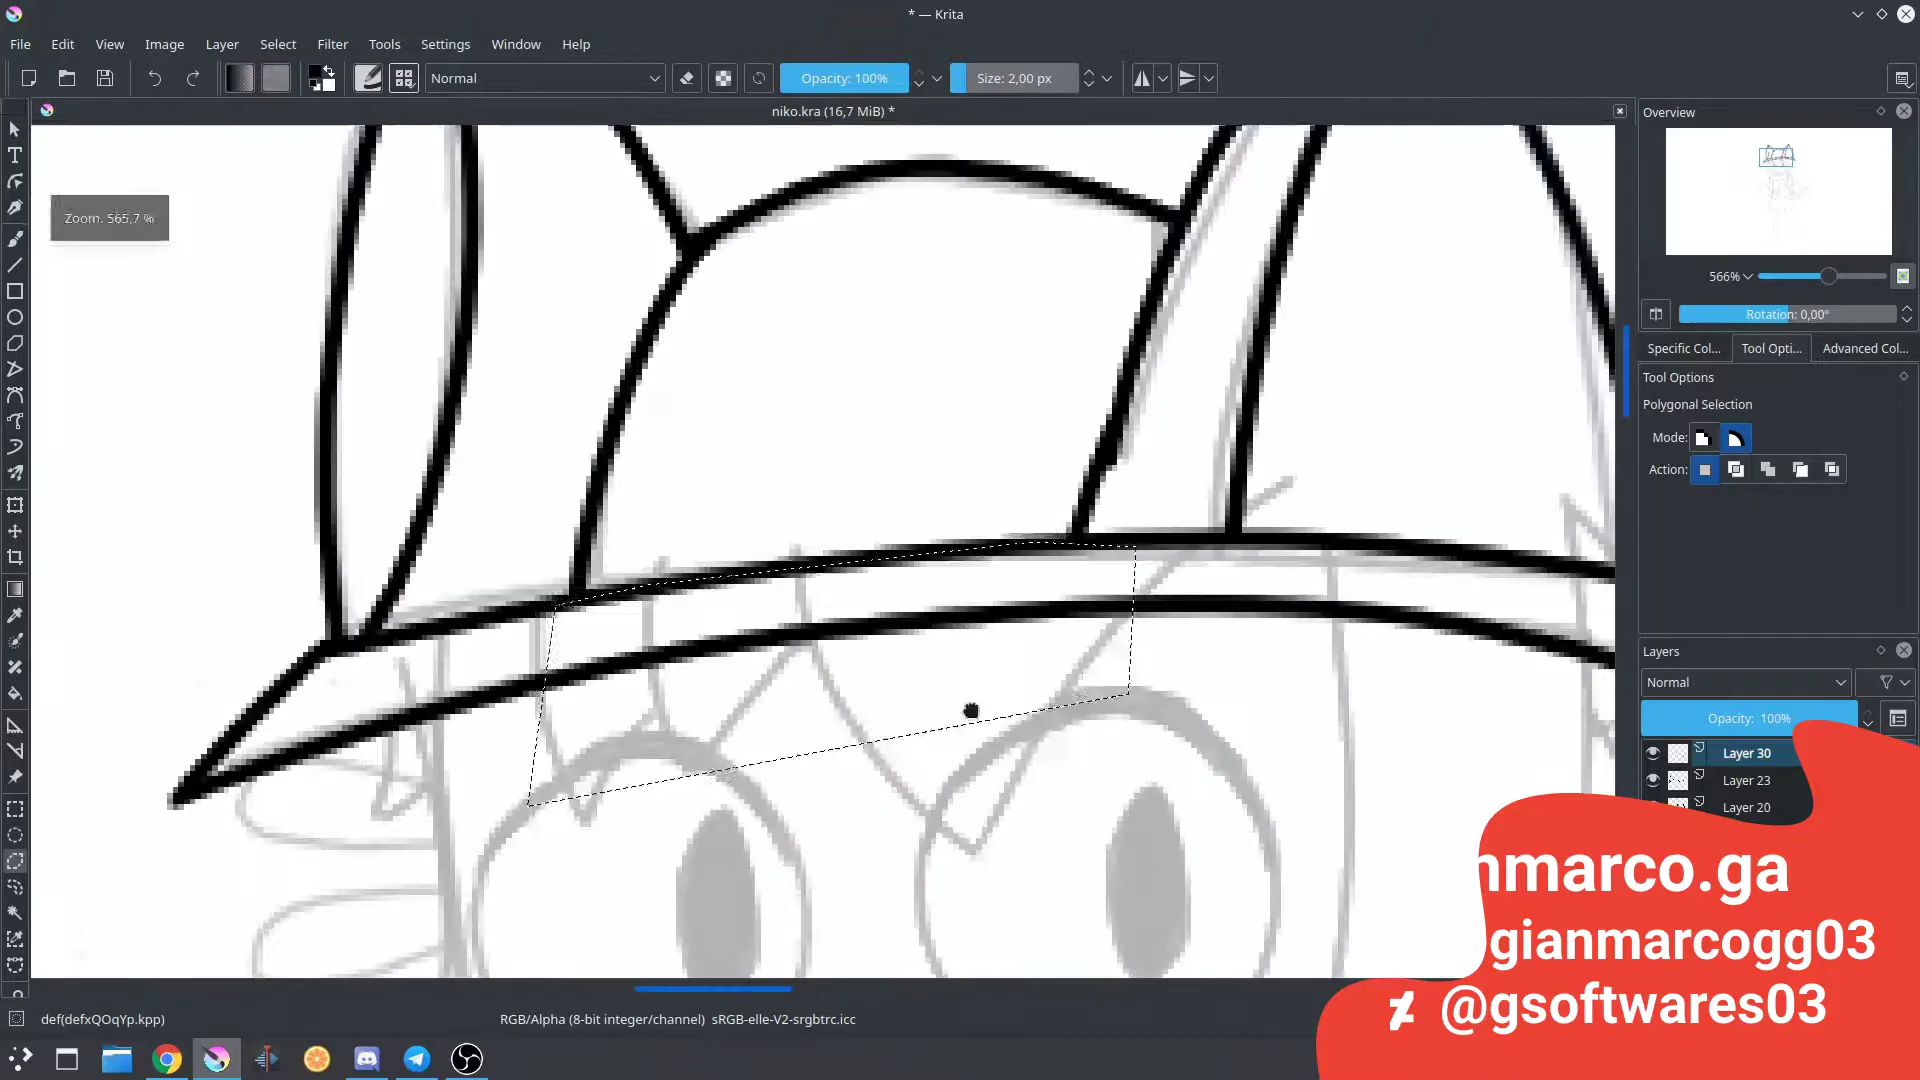 * — Krita
File Edit View Image Layer Select Filter Tools Settings Window Help
Normal
Opacity: 100%
Size: 2,00 px
niko.kra (16,7 MiB) *
Zoom: 565,7 %
Overview
566%
Rotation: 0,00°
Specific Col... Tool Opti... Advanced Col...
Tool Options
Polygonal Selection
Mode:
Action:
Layers
Normal
Opacity: 100%
Layer 30
Layer 23
Layer 20
nmarco.ga
gianmarcogg03
@gsoftwares03
def(defxQOqYp.kpp)
RGB/Alpha (8-bit integer/channel) sRGB-elle-V2-srgbtrc.icc